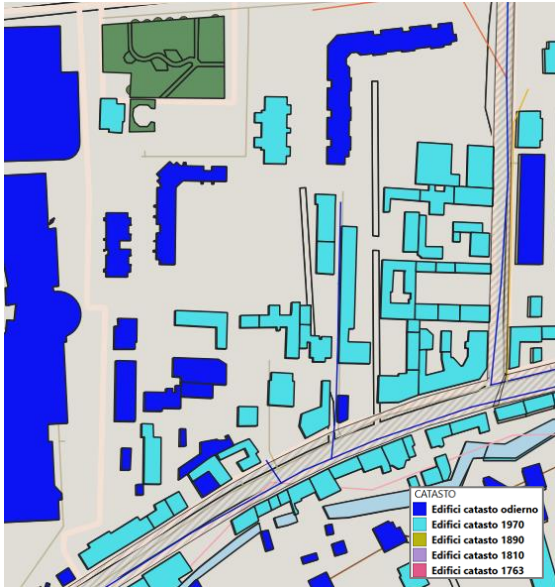 CATASTO
Edifici catasto odierno
Edifici catasto 1970
Edifici catasto 1890
Edifici catasto 1810
Edifici catasto 1763